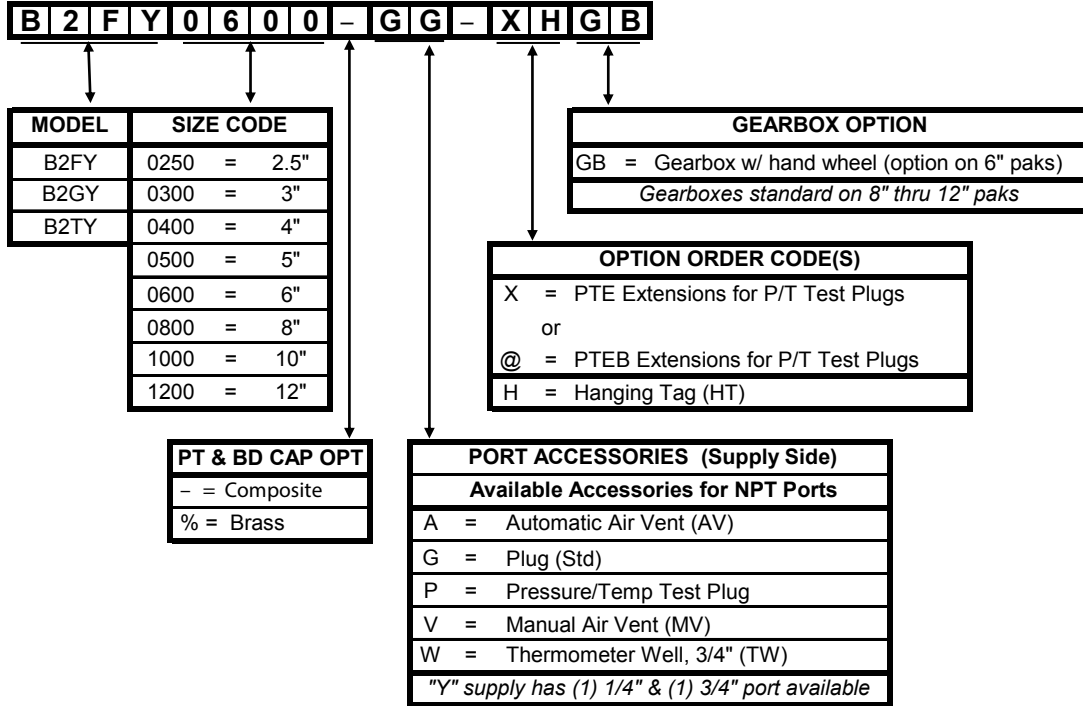 B2FY0600–GG–XHGB
MODEL
B2FY
B2GY
B2TY
SIZE CODE
0250 = 2.5"
0300 = 3"
0400 = 4"
0500 = 5"
0600 = 6"
0800 = 8"
1000 = 10"
1200 = 12"
GEARBOX OPTION
GB = Gearbox w/ hand wheel (option on 6" paks)
Gearboxes standard on 8" thru 12" paks
OPTION ORDER CODE(S)
X = PTE Extensions for P/T Test Plugs
or
@ = PTEB Extensions for P/T Test Plugs
H = Hanging Tag (HT)
PT & BD CAP OPT
– = Composite
% = Brass
PORT ACCESSORIES (Supply Side)
Available Accessories for NPT Ports
A = Automatic Air Vent (AV)
G = Plug (Std)
P = Pressure/Temp Test Plug
V = Manual Air Vent (MV)
W = Thermometer Well, 3/4" (TW)
"Y" supply has (1) 1/4" & (1) 3/4" port available